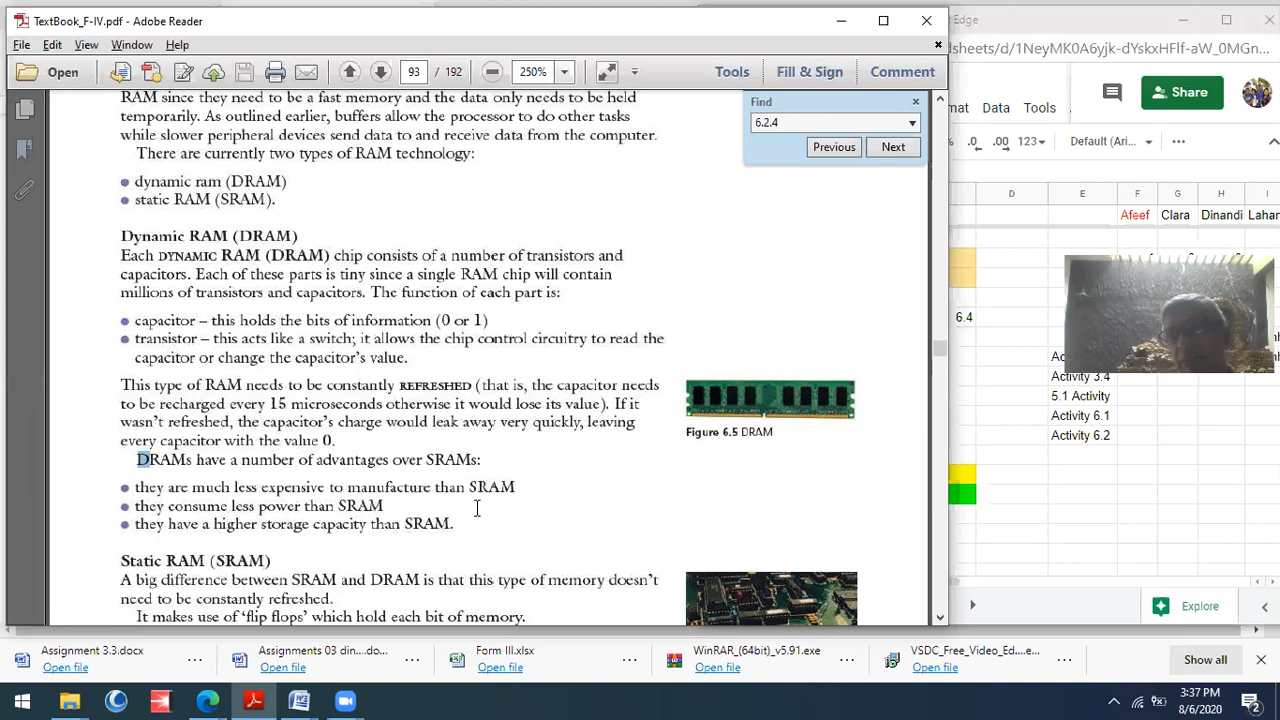 TextBook_F-IV.pdf - Adobe Reader
t Edge
File Edit View Window Help
dsheets/d/1NeyMK0A6yjk-dYskxHFlf-aW_0MGn...
Open 93 / 192 250% Tools Fill & Sign Comment
Share
mat Data Tools
.0 .00 123 Default (Ari... ...
Find
6.2.4
Previous Next
RAM since they need to be a fast memory and the data only needs to be held
temporarily. As outlined earlier, buffers allow the processor to do other tasks
while slower peripheral devices send data to and receive data from the computer.
There are currently two types of RAM technology:
dynamic ram (DRAM)
static RAM (SRAM).
Dynamic RAM (DRAM)
Each DYNAMIC RAM (DRAM) chip consists of a number of transistors and
capacitors. Each of these parts is tiny since a single RAM chip will contain
millions of transistors and capacitors. The function of each part is:
capacitor – this holds the bits of information (0 or 1)
transistor – this acts like a switch; it allows the chip control circuitry to read the
capacitor or change the capacitor's value.
This type of RAM needs to be constantly REFRESHED (that is, the capacitor needs
to be recharged every 15 microseconds otherwise it would lose its value). If it
wasn't refreshed, the capacitor's charge would leak away very quickly, leaving
every capacitor with the value 0.
Figure 6.5 DRAM
DRAMs have a number of advantages over SRAMs:
they are much less expensive to manufacture than SRAM
they consume less power than SRAM
they have a higher storage capacity than SRAM.
Static RAM (SRAM)
A big difference between SRAM and DRAM is that this type of memory doesn't
need to be constantly refreshed.
It makes use of 'flip flops' which hold each bit of memory.
D E F G H I
Afeef Clara Dinandi Lahar
6.4
Activity 3.4
5.1 Activity
Activity 6.1
Activity 6.2
Explore
Assignment 3.3.docx
Open file
Assignments 03 din....do...
Open file
Form III.xlsx
Open file
WinRAR_(64bit)_v5.91.exe
Open file
VSDC_Free_Video_Ed....e...
Open file
Show all
3:37 PM
8/6/2020
2